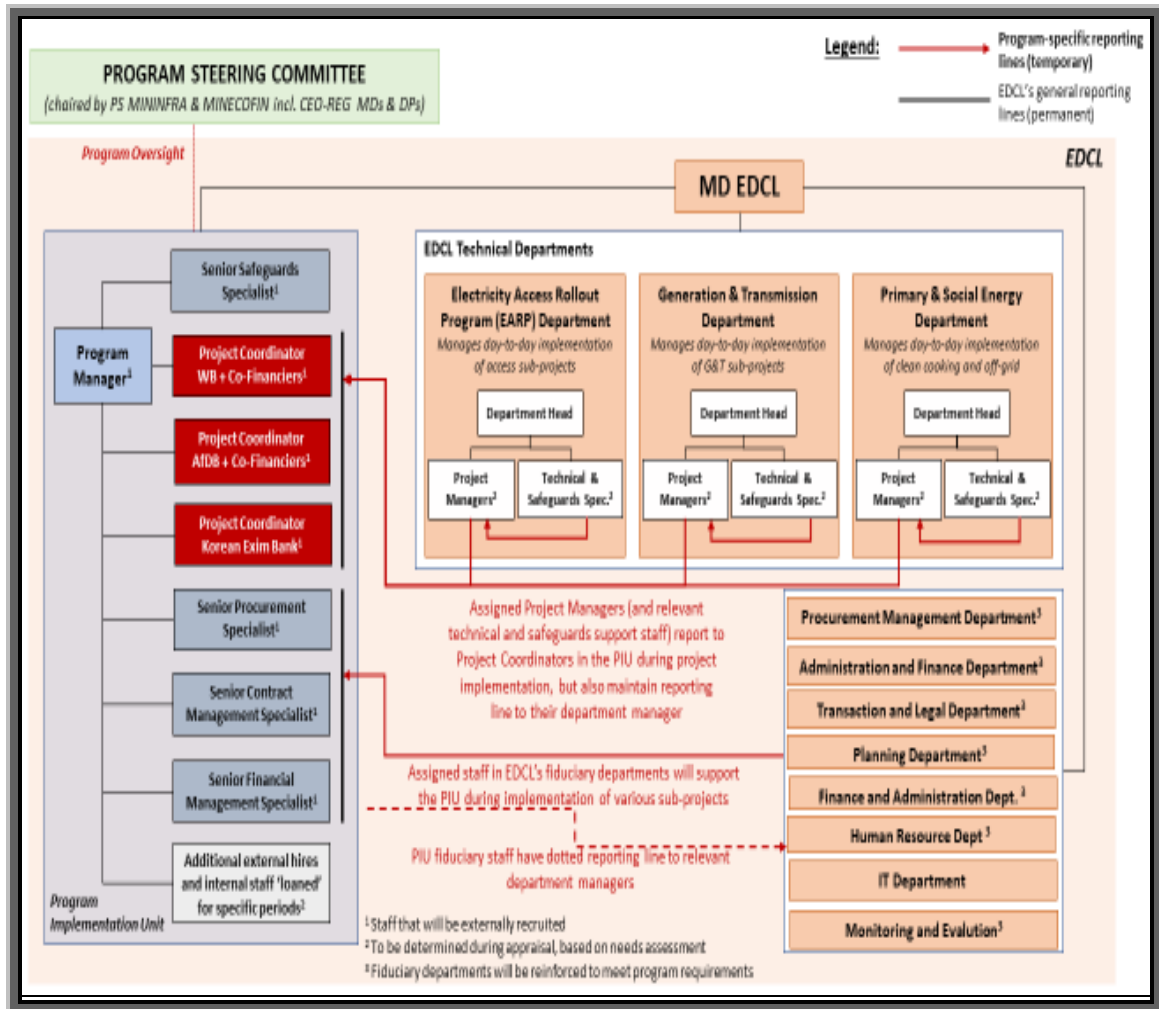 PROGRAM STEERING COMMITTEE
(chaired by PS MININFRA & MINECOFIN incl. CEO-REG MDs & DPs)
Legend:
Program-specific reporting
lines (temporary)
EDCL's general reporting
lines (permanent)
Program Oversight
EDCL
MD EDCL
Senior Safeguards
Specialist¹
Program
Manager¹
Project Coordinator
WB + Co-Financiers¹
Project Coordinator
AfDB + Co-Financiers¹
Project Coordinator
Korean Exim Bank¹
Senior Procurement
Specialist¹
Senior Contract
Management Specialist¹
Senior Financial
Management Specialist¹
Additional external hires
and internal staff 'loaned'
for specific periods²
Program
Implementation Unit
EDCL Technical Departments
Electricity Access Rollout
Program (EARP) Department
Manages day-to-day implementation
of access sub-projects
Department Head
Project
Managers²
Technical &
Safeguards Spec.²
Generation & Transmission
Department
Manages day-to-day implementation
of G&T sub-projects
Department Head
Project
Managers²
Technical &
Safeguards Spec.²
Primary & Social Energy
Department
Manages day-to-day implementation
of clean cooking and off-grid
Department Head
Project
Managers²
Technical &
Safeguards Spec.²
Assigned Project Managers (and relevant
technical and safeguards support staff) report to
Project Coordinators in the PIU during project
implementation, but also maintain reporting
line to their department manager
Assigned staff in EDCL's fiduciary departments will support
the PIU during implementation of various sub-projects
PIU fiduciary staff have dotted reporting line to relevant
department managers
Procurement Management Department³
Administration and Finance Department³
Transaction and Legal Department³
Planning Department³
Finance and Administration Dept. ³
Human Resource Dept ³
IT Department
Monitoring and Evalution³
¹ Staff that will be externally recruited
² To be determined during appraisal, based on needs assessment
³ Fiduciary departments will be reinforced to meet program requirements